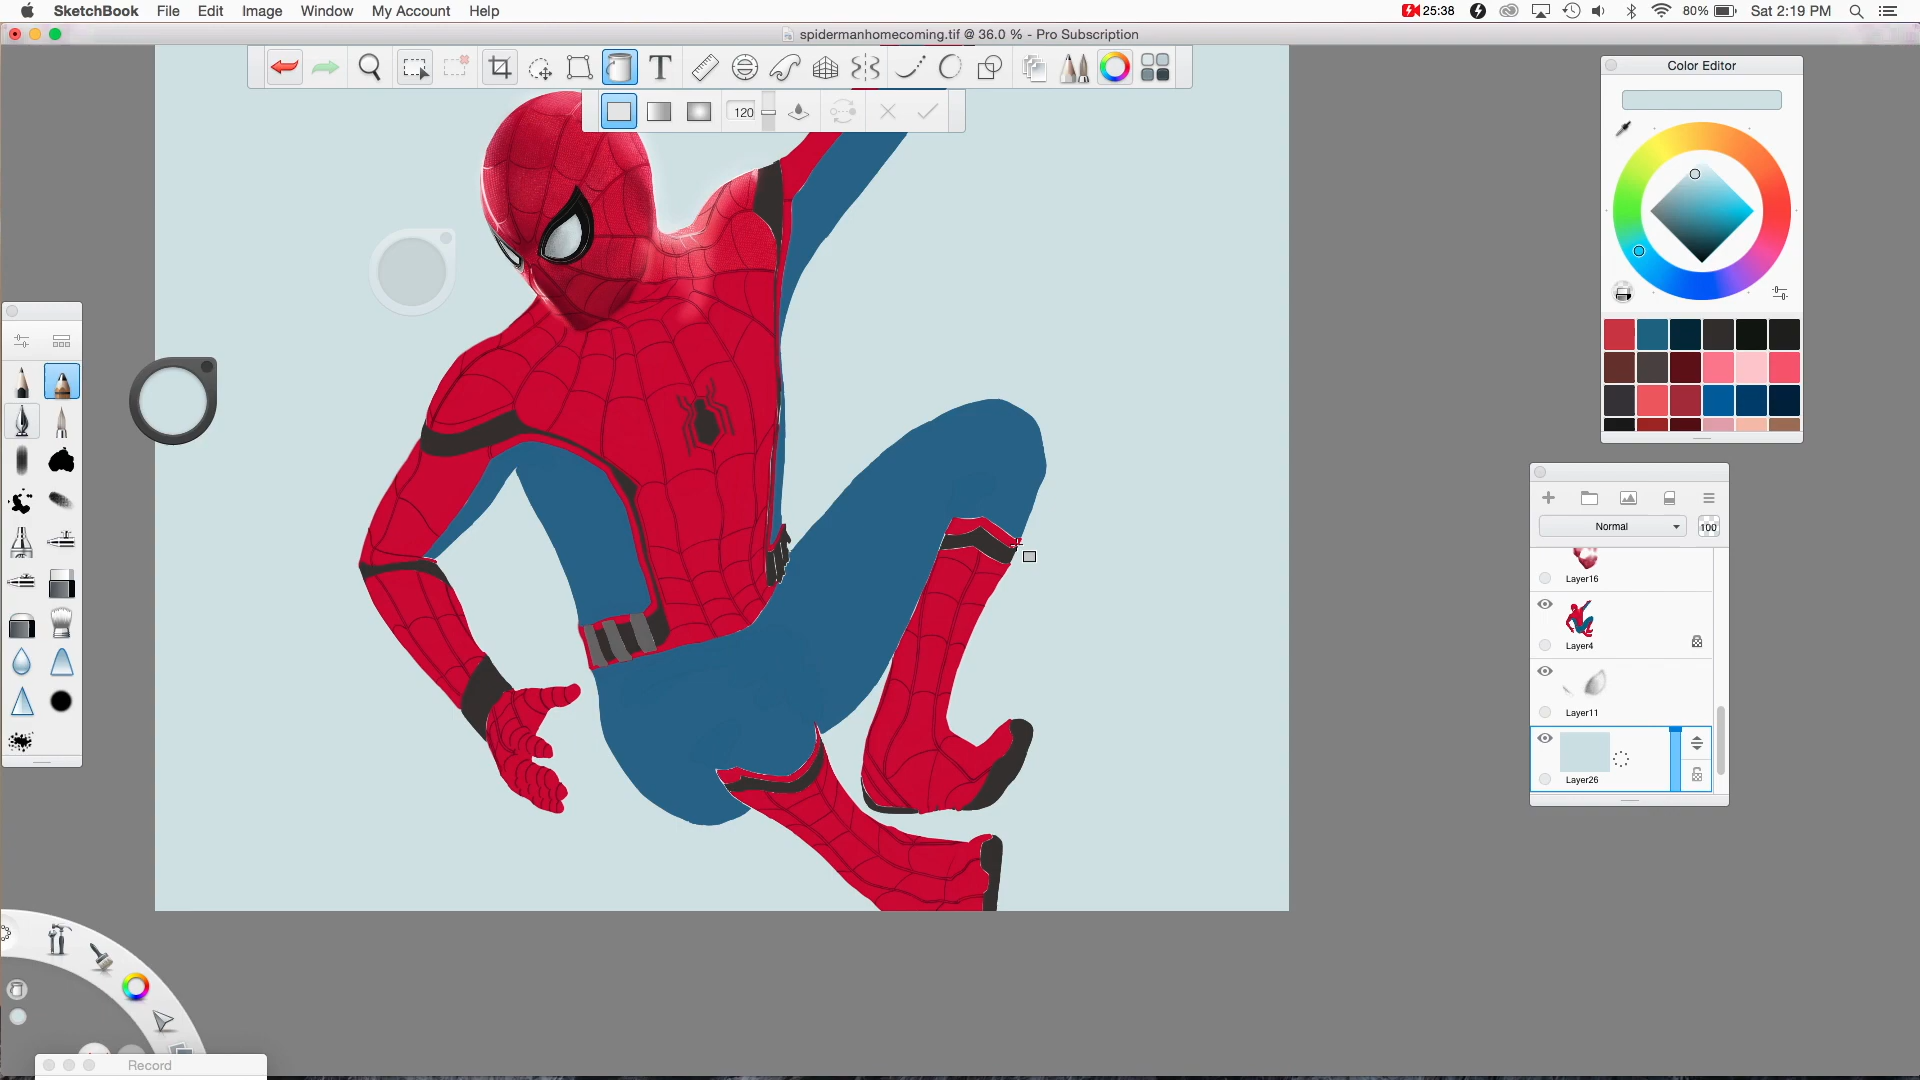 SketchBook File Edit Image Window My Account Help 25:38 80% Sat 2:19 PM
spidermanhomecoming.tif @ 36.0 % - Pro Subscription
T
120
Color Editor
Normal 100
Layer16
Layer4
Layer11
Layer26
Record